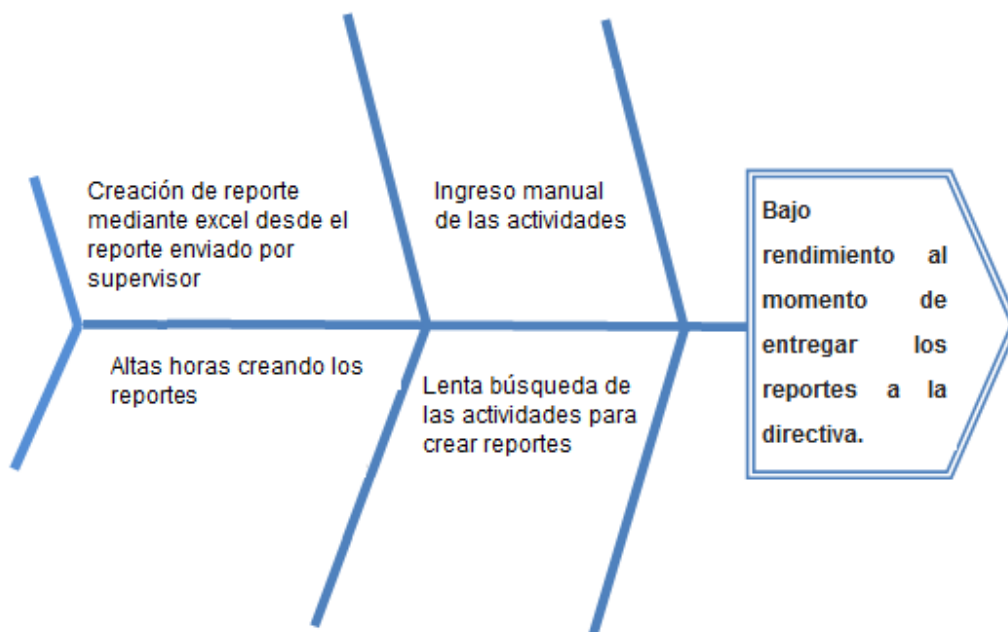 Creación de reporte
mediante excel desde el
reporte enviado por
supervisor
Ingreso manual
de las actividades
Altas horas creando los
reportes
Lenta búsqueda de
las actividades para
crear reportes
Bajo
rendimiento al
momento de
entregar los
reportes a la
directiva.